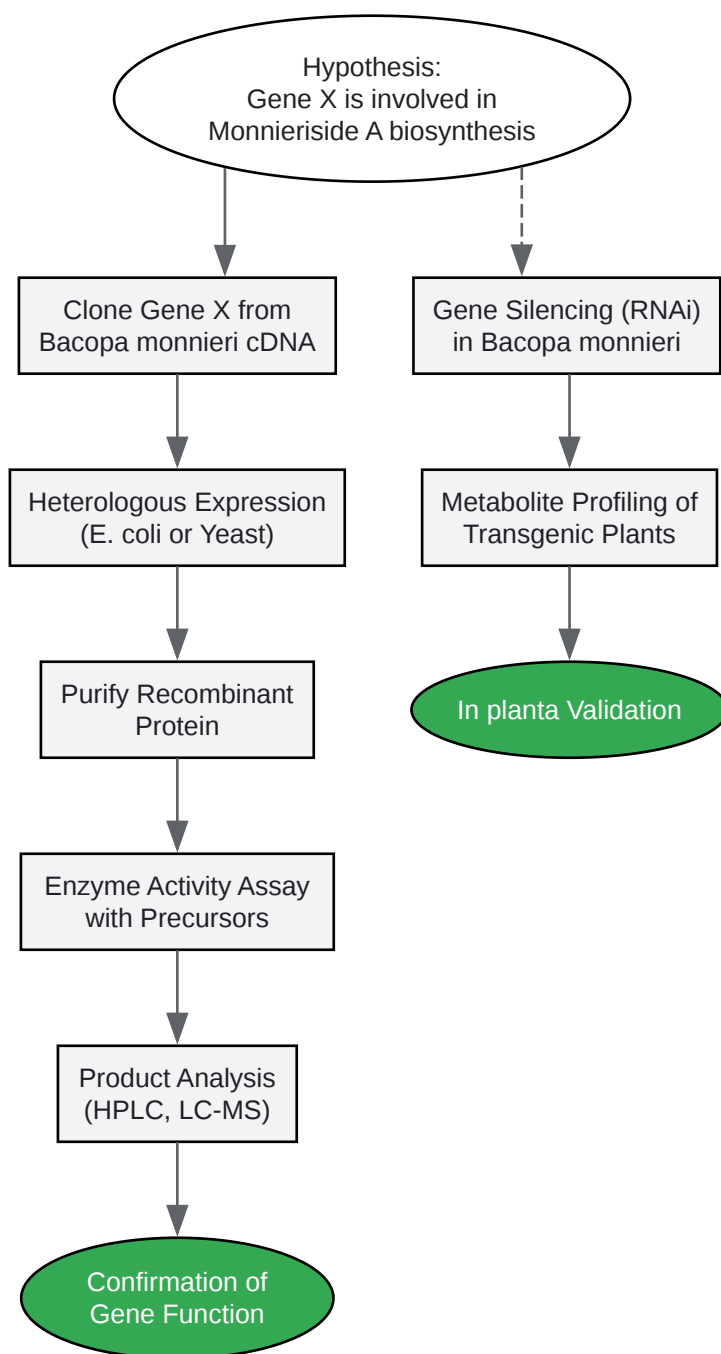 Hypothesis:
Gene X is involved in
Monnieriside A biosynthesis
Clone Gene X from
Bacopa monnieri cDNA
Heterologous Expression
(E. coli or Yeast)
Purify Recombinant
Protein
Enzyme Activity Assay
with Precursors
Product Analysis
(HPLC, LC-MS)
Confirmation of
Gene Function
Gene Silencing (RNAi)
in Bacopa monnieri
Metabolite Profiling of
Transgenic Plants
In planta Validation